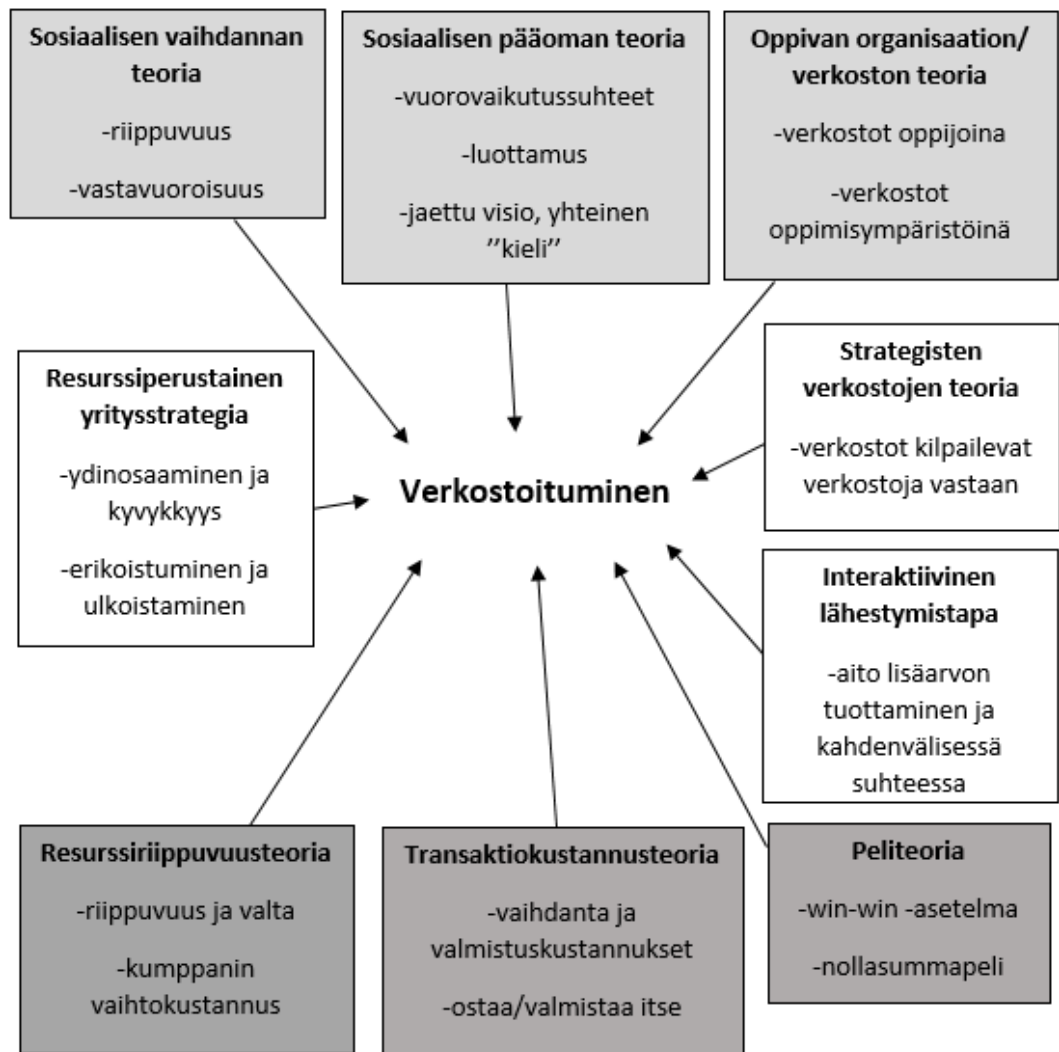 Sosiaalisen vaihdannan
teoria
-riippuvuus
-vastavuoroisuus
Sosiaalisen pääoman teoria
-vuorovaikutussuhteet
-luottamus
-jaettu visio, yhteinen
”kieli”
Oppivan organisaation/
verkoston teoria
-verkostot oppijoina
-verkostot
oppimisympäristöinä
Resurssiperustainen
yritysstrategia
-ydinosaaminen ja
kyvykkyys
-erikoistuminen ja
ulkoistaminen
Verkostoituminen
Strategisten
verkostojen teoria
-verkostot kilpailevat
verkostoja vastaan
Interaktiivinen
lähestymistapa
-aito lisäarvon
tuottaminen ja
kahdenvälisessä
suhteessa
Resurssiriippuvuusteoria
-riippuvuus ja valta
-kumppanin
vaihtokustannus
Transaktiokustannusteoria
-vaihdanta ja
valmistuskustannukset
-ostaa/valmistaa itse
Peliteoria
-win-win -asetelma
-nollasummapeli